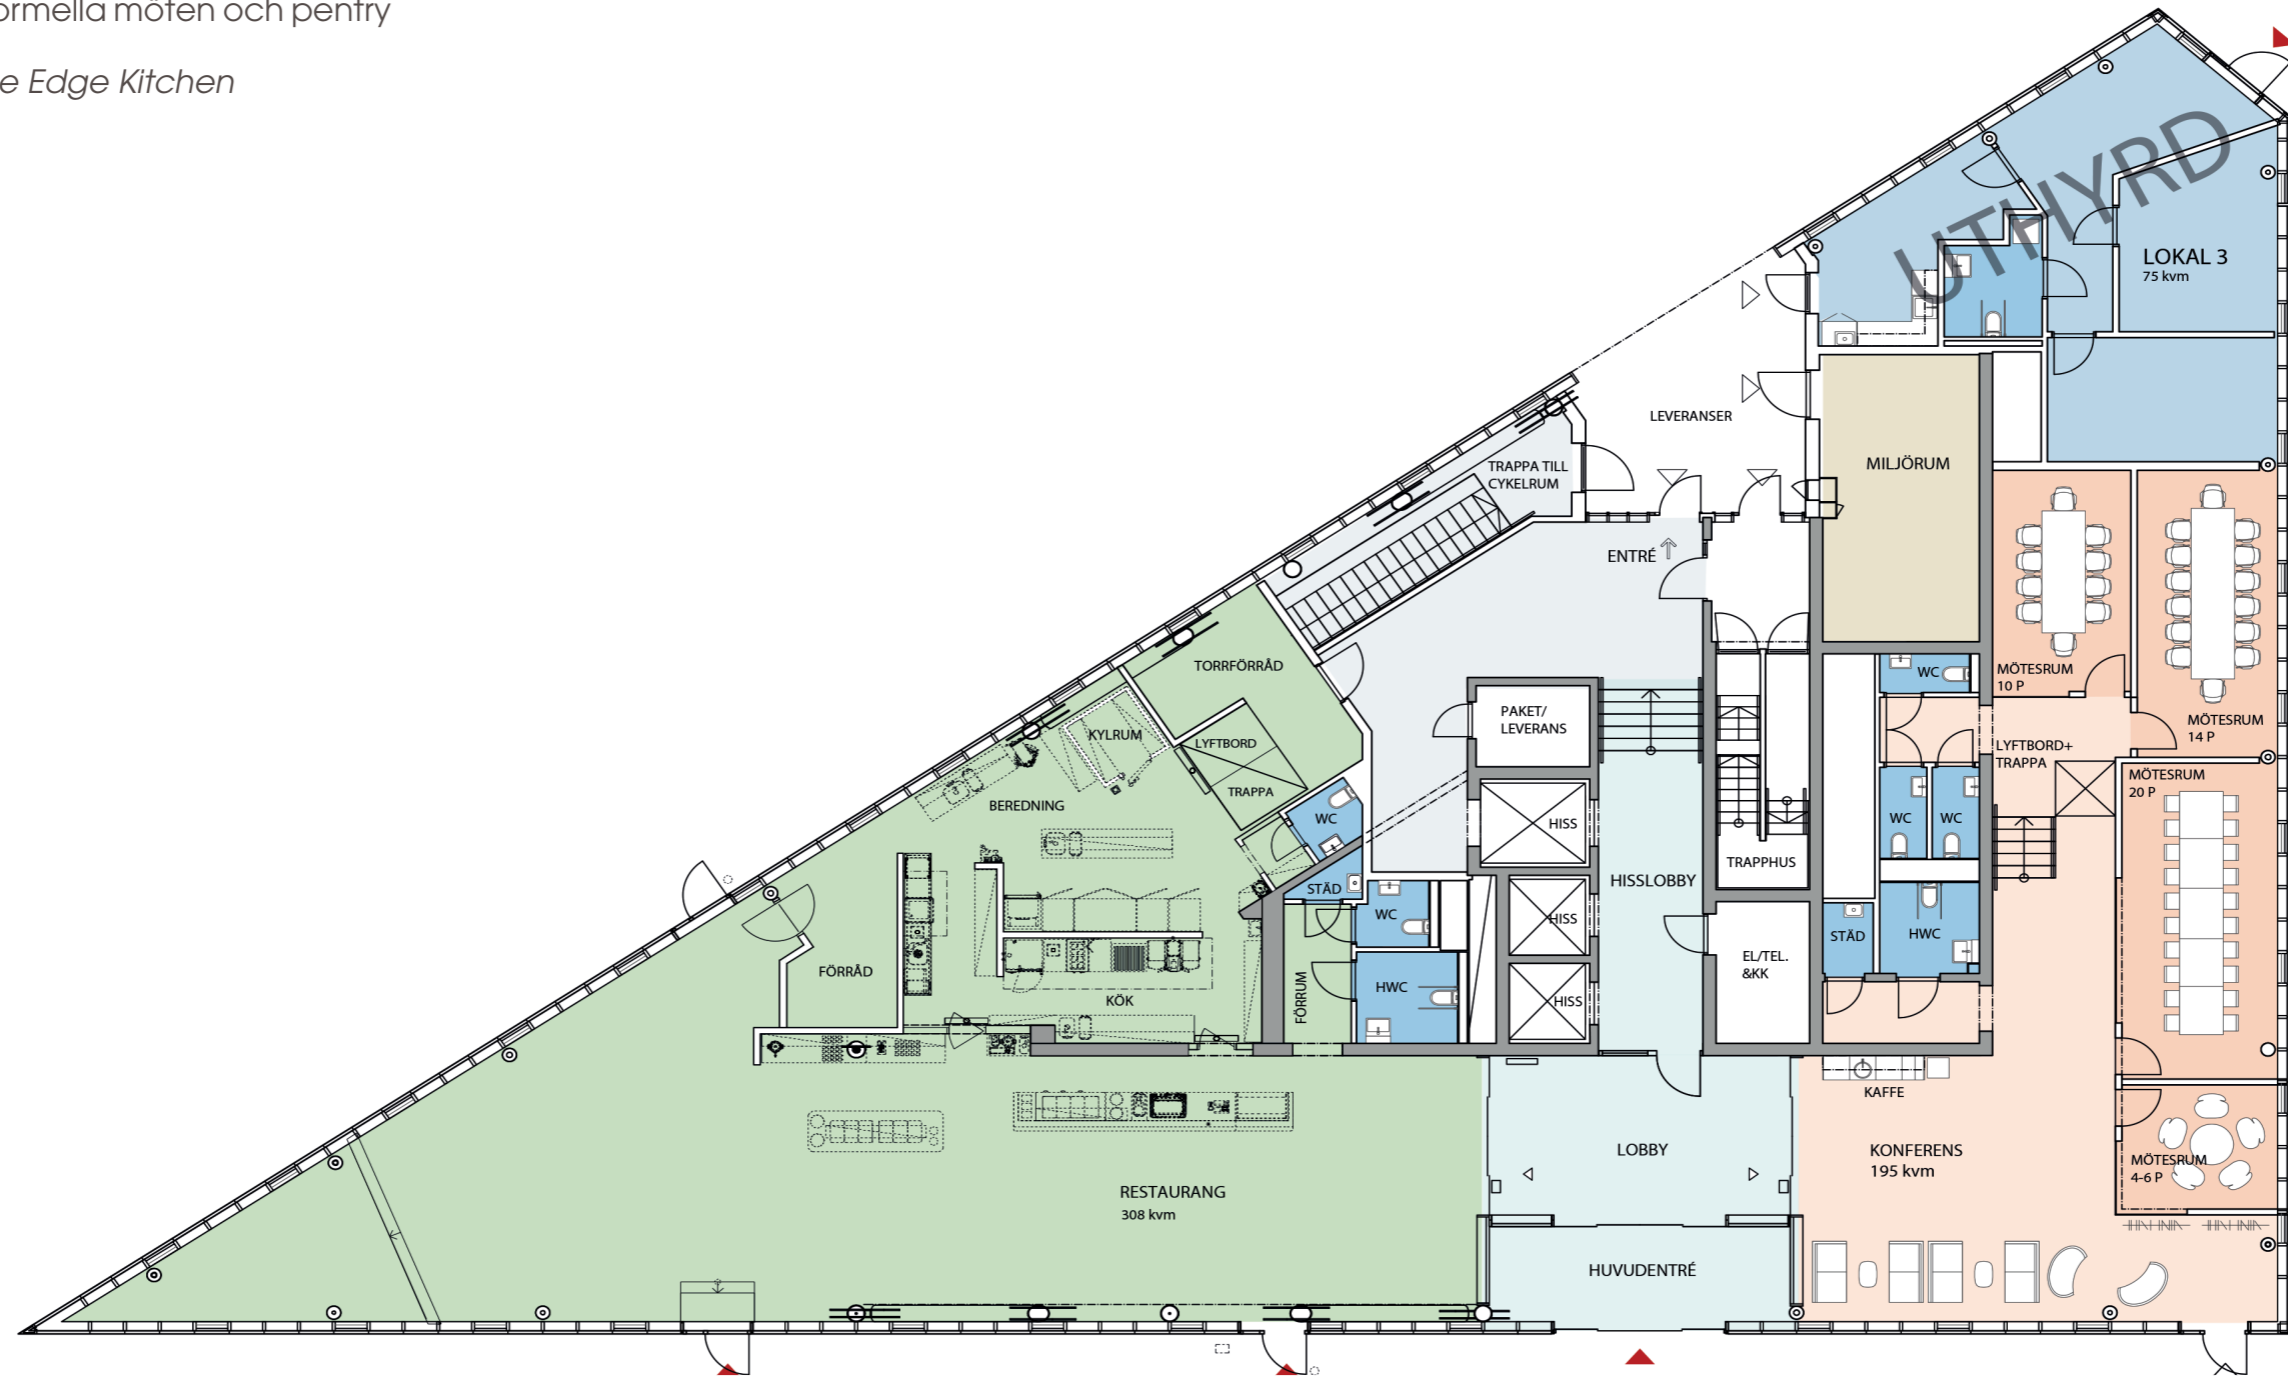 ormella möten och pentry
e Edge Kitchen
UTHYRD
LOKAL 3
75 kvm
LEVERANSER
MILJÖRUM
TRAPPA TILL
CYKELRUM
ENTRÉ
TORRFÖRRÅD
MÖTESRUM
10 P
WC
MÖTESRUM
14 P
PAKET/
LEVERANS
KYLRUM
LYFTBORD
LYFTBORD+
TRAPPA
MÖTESRUM
20 P
TRAPPA
BEREDNING
WC
HISS
WC
WC
TRAPPHUS
HISSLOBBY
STÄD
WC
HISS
STÄD
HWC
EL/TEL.
&KK
FÖRRÅD
KÖK
FÖRRUM
HWC
HISS
KAFFE
LOBBY
KONFERENS
195 kvm
MÖTESRUM
4-6 P
RESTAURANG
308 kvm
HUVUDENTRÉ